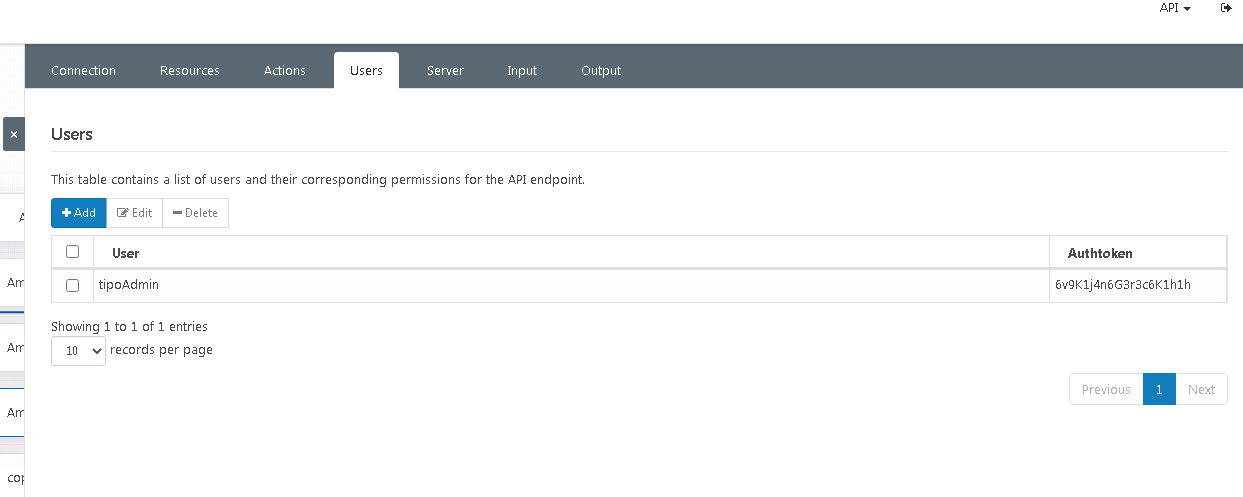 API
Connection Resources Actions Users Server Input Output
×
Users
This table contains a list of users and their corresponding permissions for the API endpoint.
Add Edit Delete
User Authtoken
tipoAdmin 6v9K1j4n6G3r3c6K1h1h
Showing 1 to 1 of 1 entries
10 records per page
Previous 1 Next
A
Am
Am
Am
cop